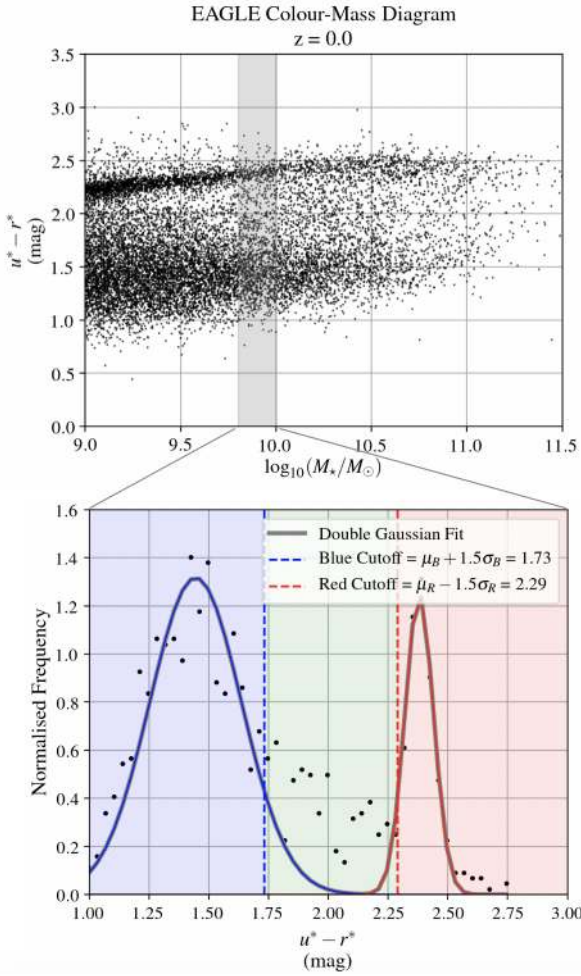 EAGLE Colour-Mass Diagram
z = 0.0
3.5
3.0
2.5
2.0
1.5
1.0
0.5
0.0
u* − r*
(mag)
9.0 9.5 10.0 10.5 11.0 11.5
log₁₀(M⋆/M⊙)
1.6
1.4
1.2
1.0
0.8
0.6
0.4
0.2
0.0
Normalised Frequency
Double Gaussian Fit
Blue Cutoff = μB + 1.5σB = 1.73
Red Cutoff = μR − 1.5σR = 2.29
1.00 1.25 1.50 1.75 2.00 2.25 2.50 2.75 3.00
u* − r*
(mag)